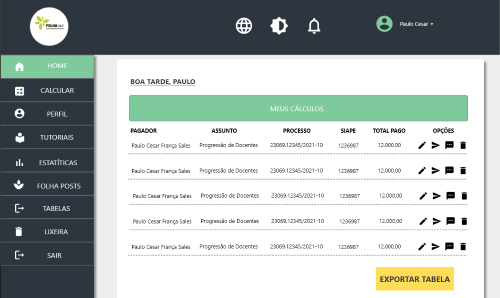 FOLHA
Paulo Cesar
HOME
CALCULAR
PERFIL
TUTORIAIS
ESTATÍTICAS
FOLHA POSTS
TABELAS
LIXEIRA
SAIR
BOA TARDE, PAULO
MEUS CÁLCULOS
PAGADOR ASSUNTO PROCESSO SIAPE TOTAL PAGO OPÇÕES
Paulo Cesar França Sales Progressão de Docentes 23069.12345/2021-10 1236987 12.000,00
Paulo Cesar França Sales Progressão de Docentes 23069.12345/2021-10 1236987 12.000,00
Paulo Cesar França Sales Progressão de Docentes 23069.12345/2021-10 1236987 12.000,00
Paulo Cesar França Sales Progressão de Docentes 23069.12345/2021-10 1236987 12.000,00
Paulo Cesar França Sales Progressão de Docentes 23069.12345/2021-10 1236987 12.000,00
EXPORTAR TABELA